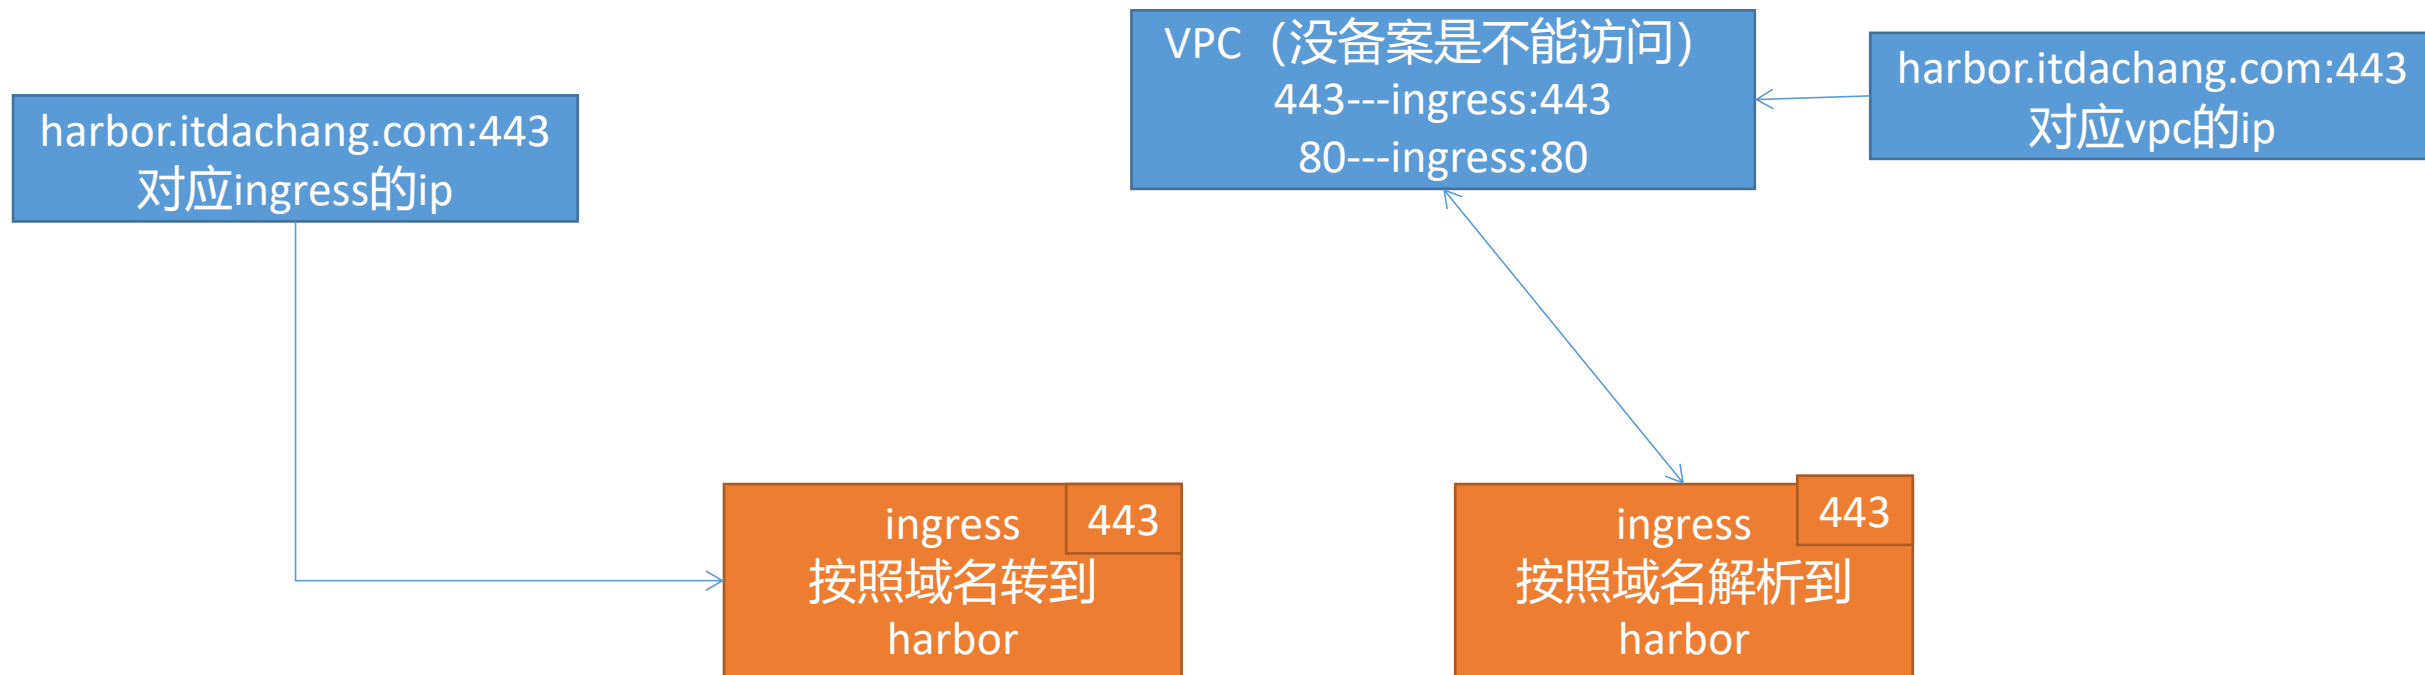 harbor.itdachang.com:443
对应ingress的ip
VPC（没备案是不能访问）
443---ingress:443
80---ingress:80
harbor.itdachang.com:443
对应vpc的ip
ingress
443
按照域名转到
harbor
ingress
443
按照域名解析到
harbor